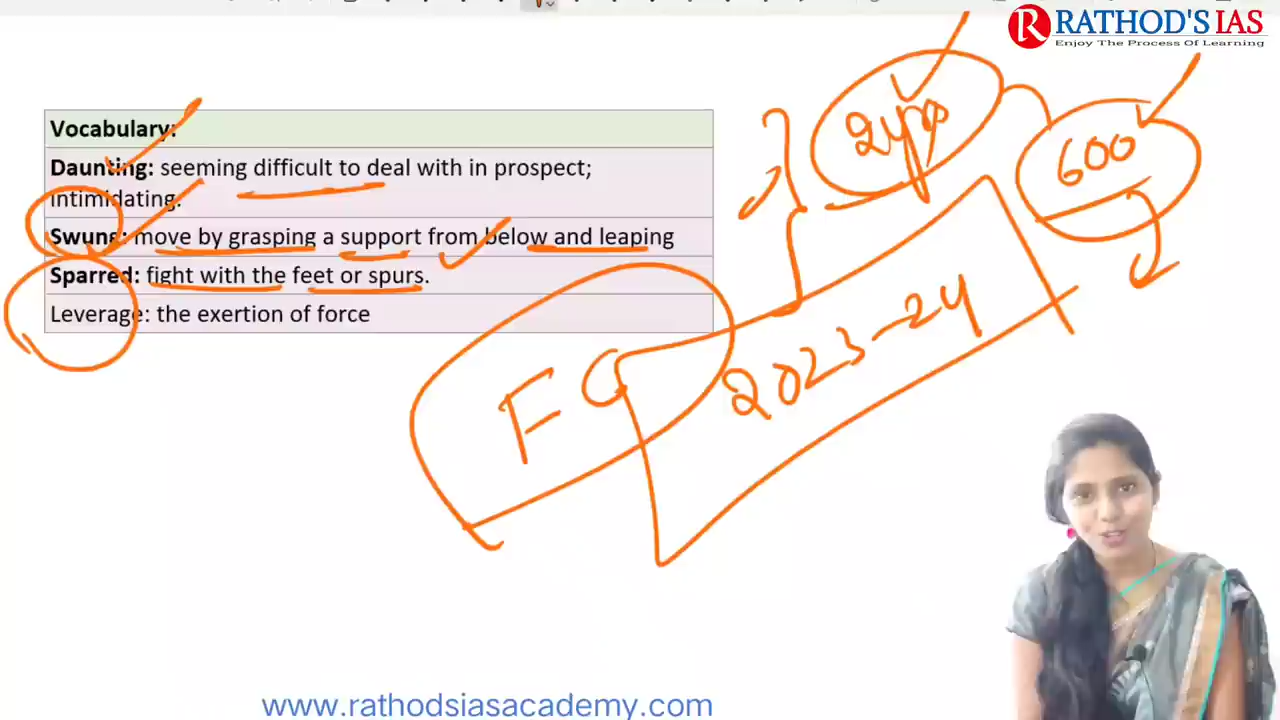 RATHOD'S IAS
Enjoy The Process Of Learning
Vocabulary:
Daunting: seeming difficult to deal with in prospect;
intimidating.
Swung: move by grasping a support from below and leaping
Sparred: fight with the feet or spurs.
Leverage: the exertion of force
600
2023-24
www.rathodsiasacademy.com